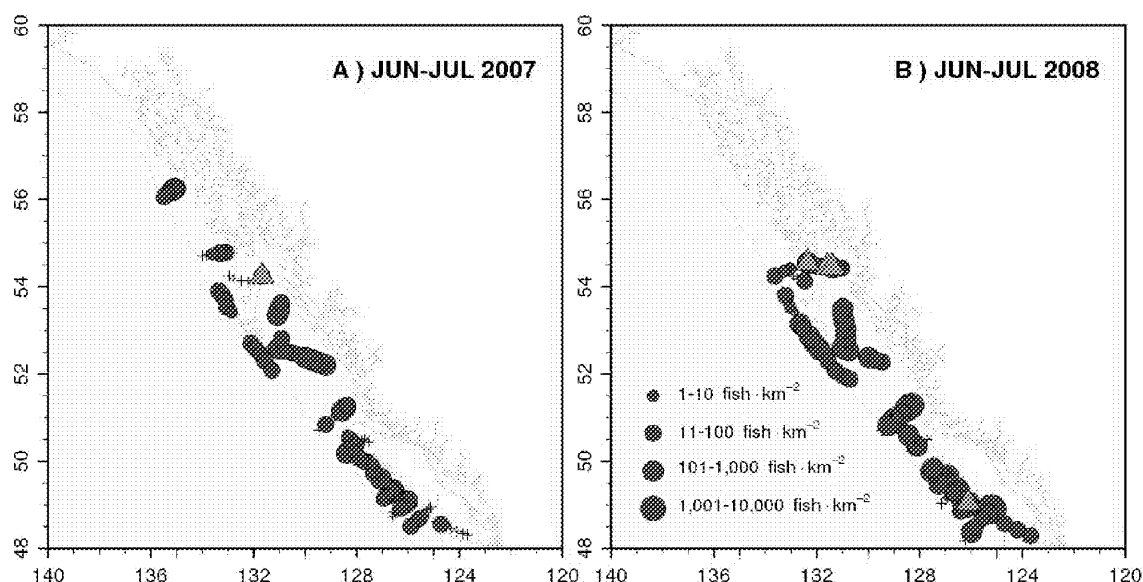 A ) JUN-JUL 2007
60
58
56
54
52
50
48
140 136 132 128 124 120
B ) JUN-JUL 2008
60
58
56
54
52
50
48
1-10 fish · km⁻²
11-100 fish · km⁻²
101-1,000 fish · km⁻²
1,001-10,000 fish · km⁻²
140 136 132 128 124 120